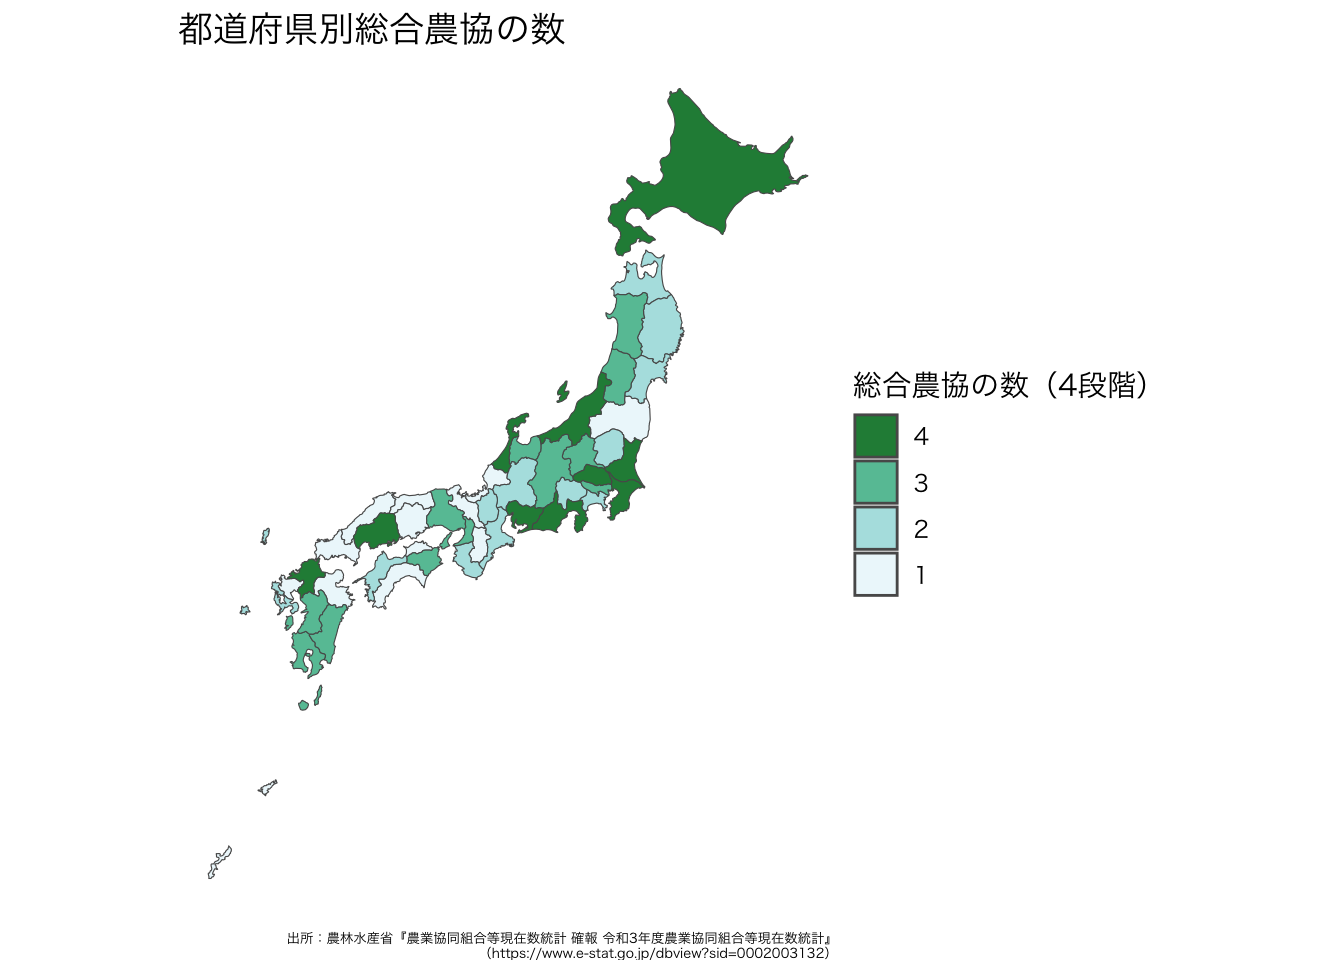 都道府県別総合農協の数
総合農協の数（4段階）
4
3
2
1
出所：農林水産省『農業協同組合等現在数統計 確報 令和3年度農業協同組合等現在数統計』
（https://www.e-stat.go.jp/dbview?sid=0002003132）